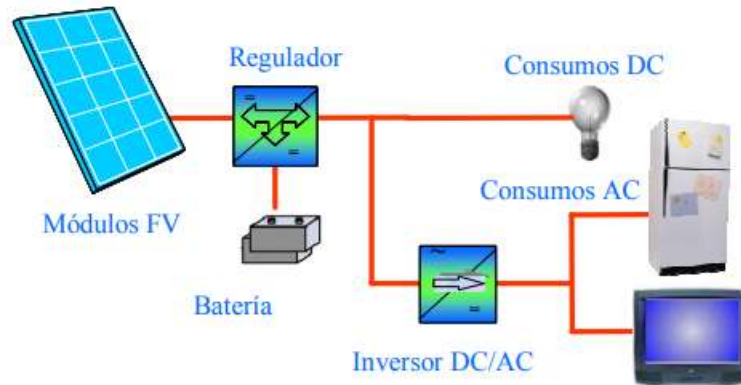 Regulador
Consumos DC
Consumos AC
Módulos FV
Batería
Inversor DC/AC